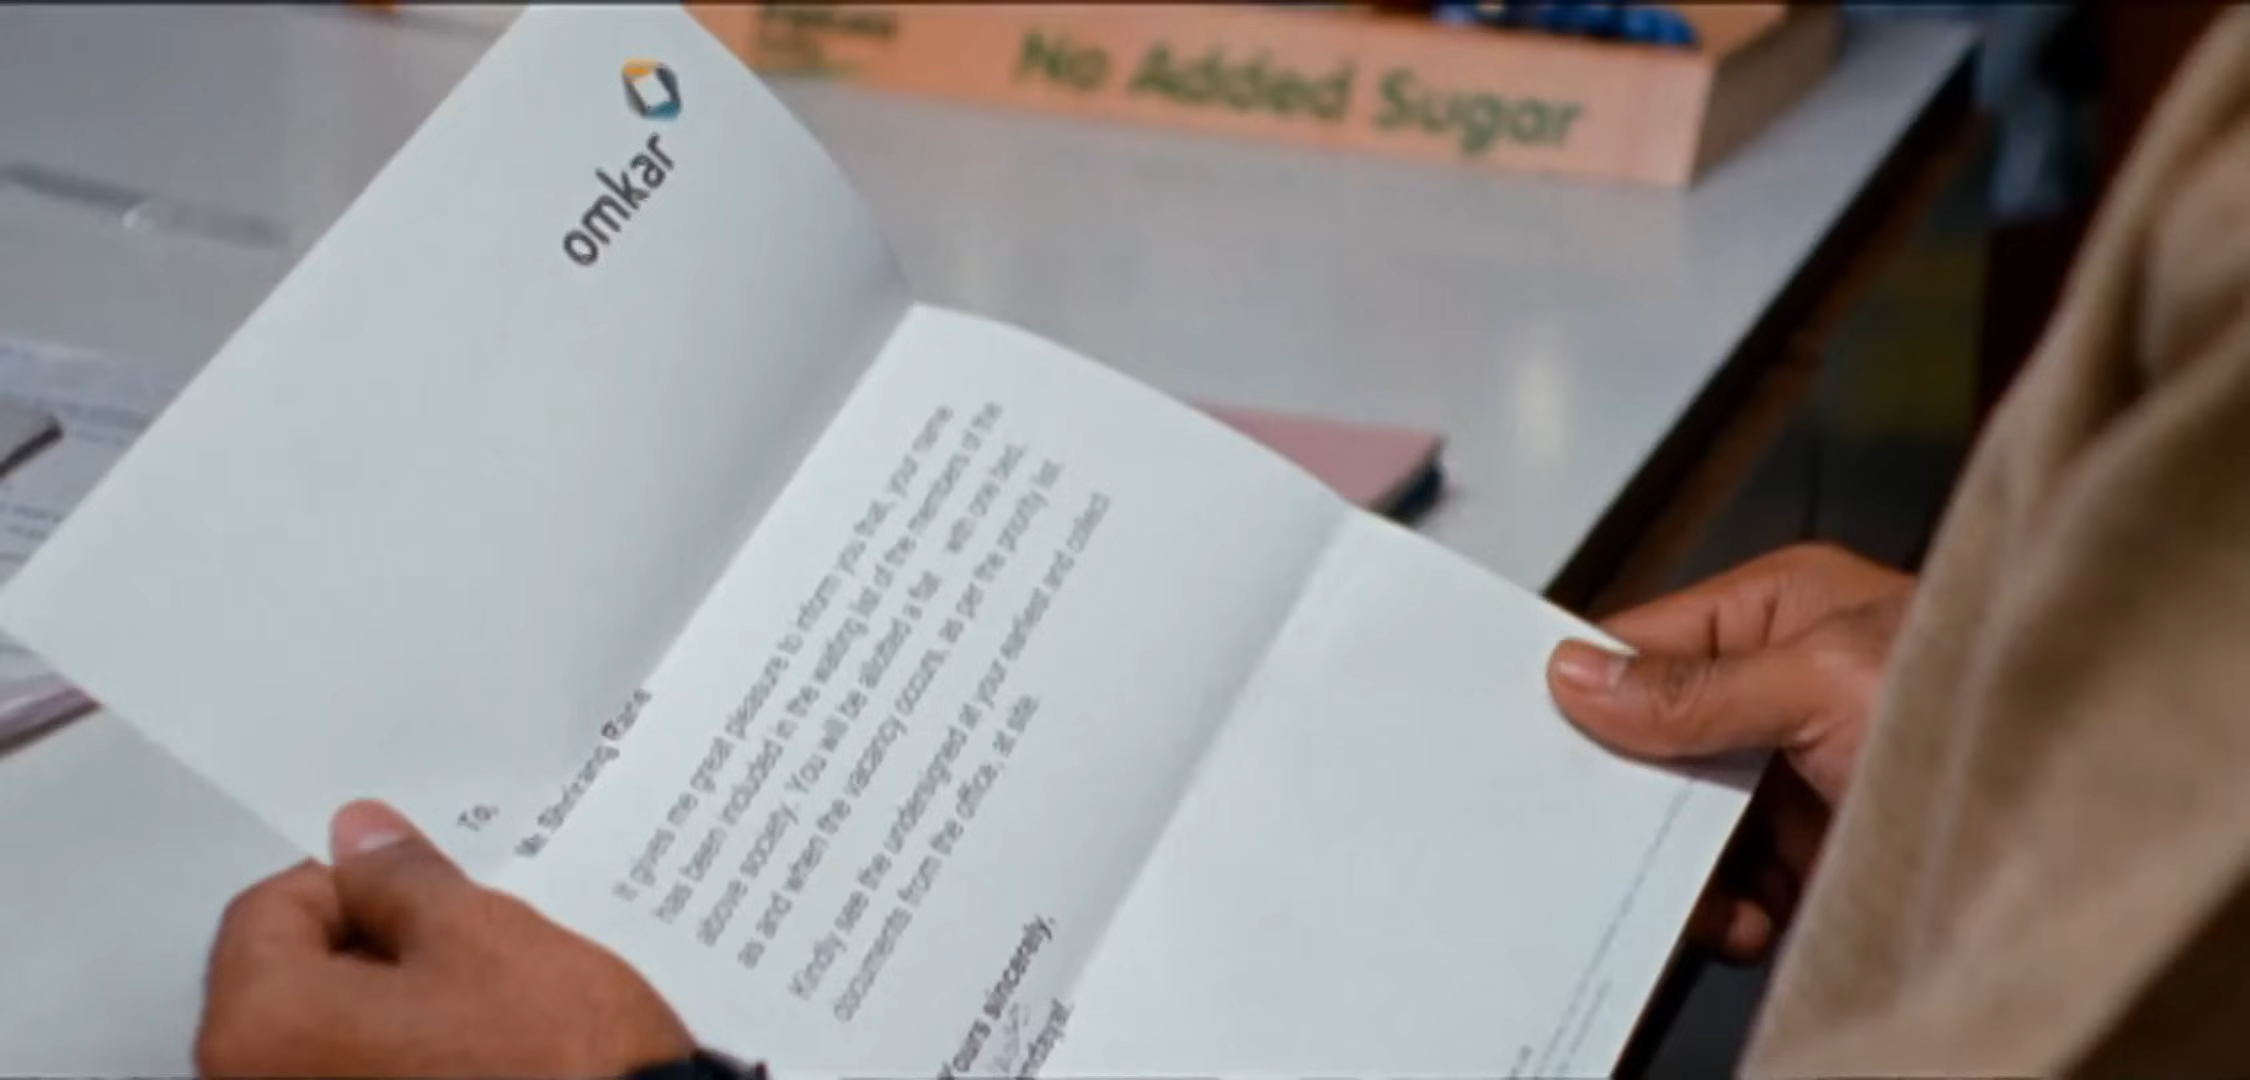 omkar
To,
Mr. Shrirang Rane
It gives me great pleasure to inform you that, your name
has been included in the waiting list of the members of the
above society. You will be alloted a flat with one bed,
as and when the vacancy occurs, as per the priority list.
Kindly see the undersigned at your earliest and collect
documents from the office, at site.
Yours sincerely,
No Added Sugar